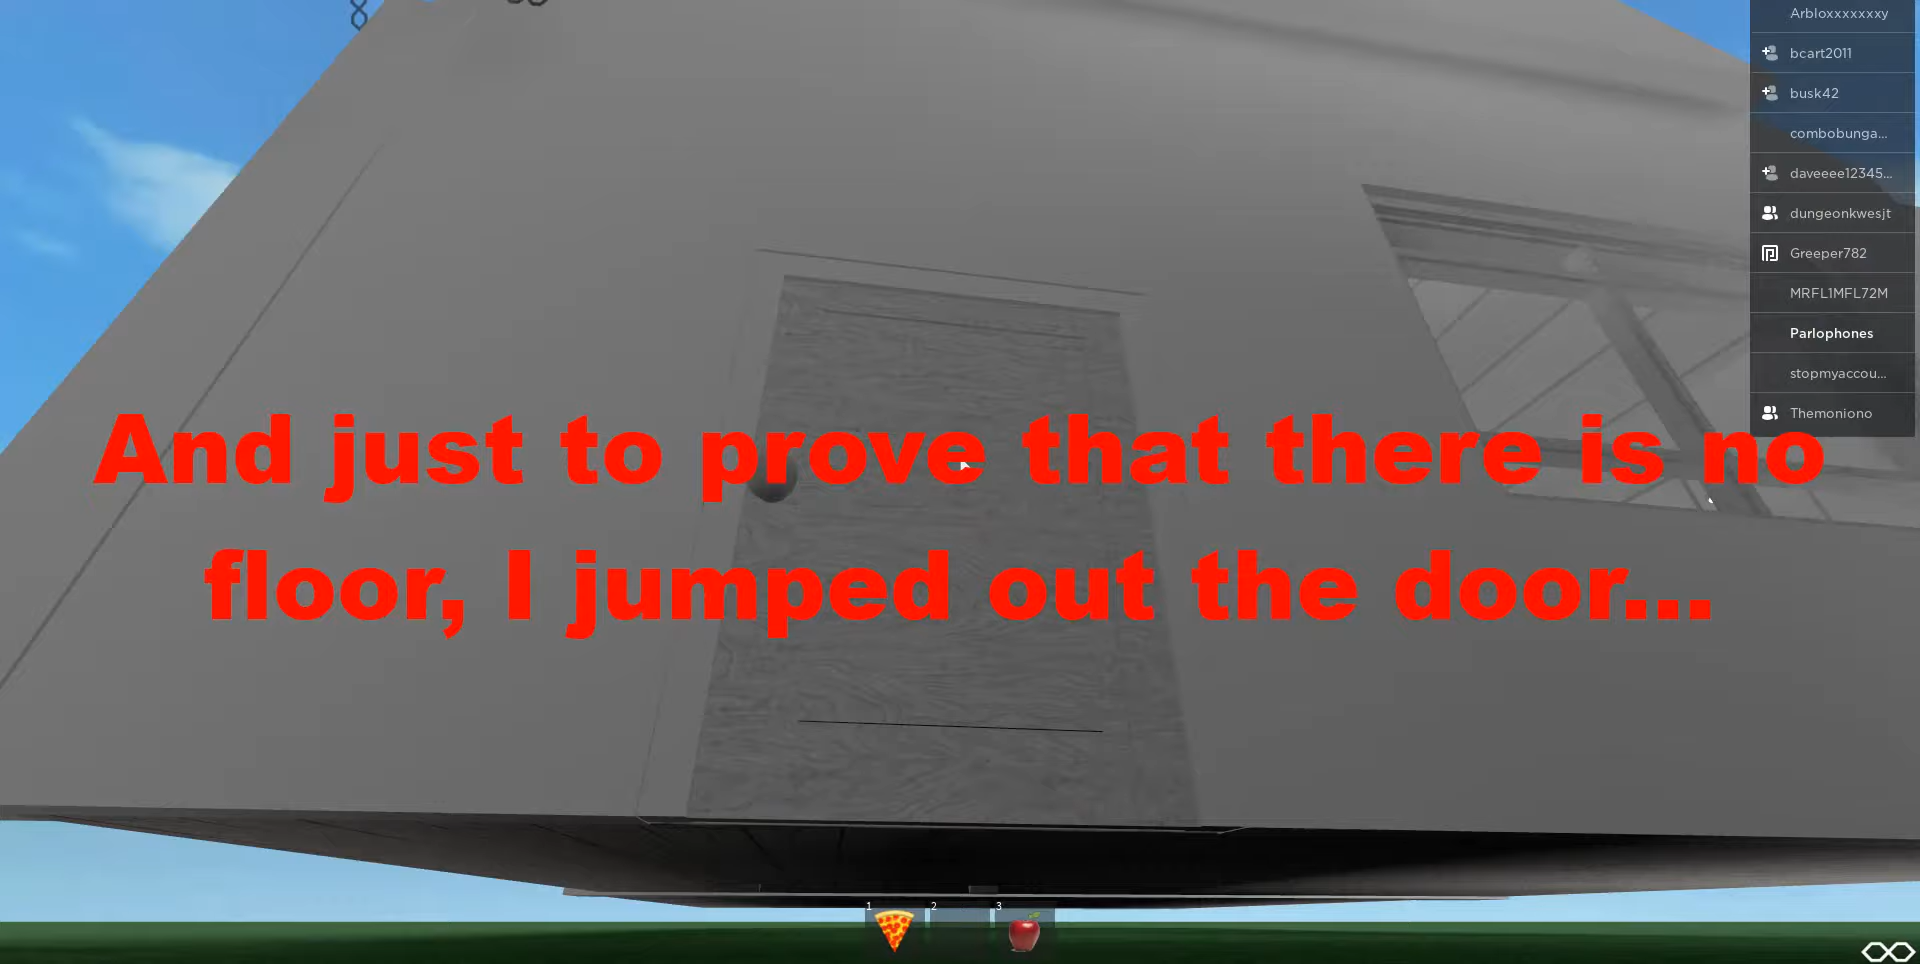 Arbloxxxxxxxy
bcart2011
busk42
combobunga...
daveeee12345...
dungeonkwesjt
Greeper782
MRFL1MFL72M
Parlophones
stopmyaccou...
Themoniono
And just to prove that there is no
floor, I jumped out the door...
1 2 3